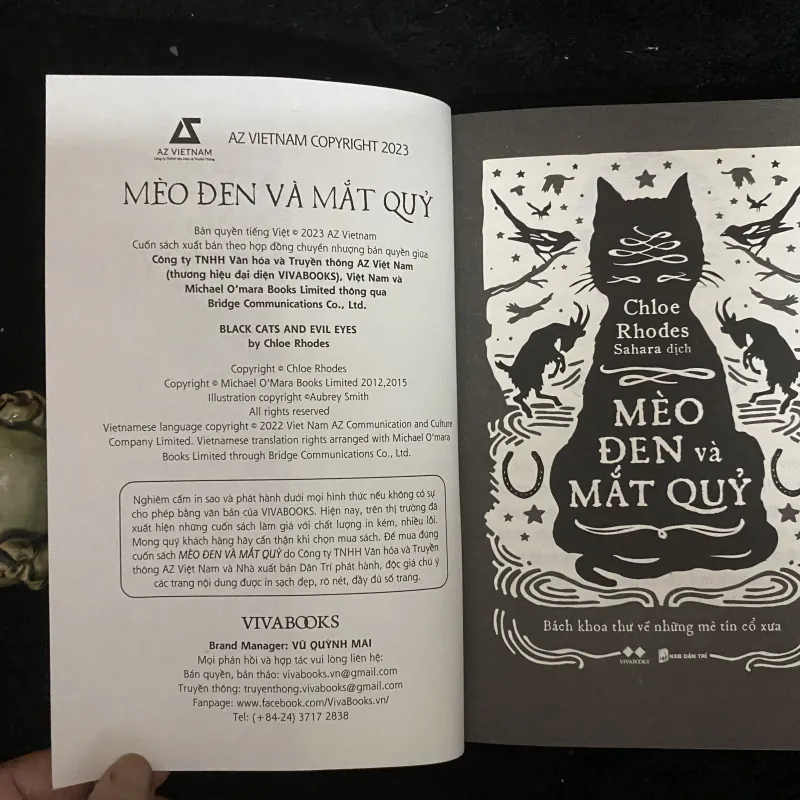 AZ VIETNAM
Công ty TNHH Văn Hóa và Truyền Thông
AZ VIETNAM COPYRIGHT 2023
MÈO ĐEN VÀ MẮT QUỶ
Bản quyền tiếng Việt © 2023 AZ Vietnam
Cuốn sách xuất bản theo hợp đồng chuyển nhượng bản quyền giữa
Công ty TNHH Văn hóa và Truyền thông AZ Việt Nam
(thương hiệu đại diện VIVABOOKS). Việt Nam và
Michael O'mara Books Limited thông qua
Bridge Communications Co., Ltd.
BLACK CATS AND EVIL EYES
by Chloe Rhodes
Copyright © Chloe Rhodes
Copyright © Michael O'Mara Books Limited 2012,2015
Illustration copyright ©Aubrey Smith
All rights reserved
Vietnamese language copyright © 2022 Viet Nam AZ Communication and Culture
Company Limited. Vietnamese translation rights arranged with Michael O'mara
Books Limited through Bridge Communications Co., Ltd.
Nghiêm cấm in sao và phát hành dưới mọi hình thức nếu không có sự
cho phép bằng văn bản của VIVABOOKS. Hiện nay, trên thị trường đã
xuất hiện những cuốn sách làm giả với chất lượng in kém, nhiều lỗi.
Mong quý khách hàng hãy cẩn thận khi chọn mua sách. Để mua đúng
cuốn sách MÈO ĐEN VÀ MẮT QUỶ do Công ty TNHH Văn hóa và Truyền
thông AZ Việt Nam và Nhà xuất bản Dân Trí phát hành, độc giả chú ý
các trang nội dung được in sạch đẹp, rõ nét, đầy đủ số trang.
VIVABOOKS
Brand Manager: VŨ QUỲNH MAI
Mọi phản hồi và hợp tác vui lòng liên hệ:
Bản quyền, bản thảo: vivabooks.vn@gmail.com
Truyền thông: truyenthong.vivabooks@gmail.com
Fanpage: www.facebook.com/VivaBooks.vn/
Tel: (+84-24) 3717 2838
Chloe
Rhodes
Sahara dịch
MÈO
ĐEN và
MẮT QUỶ
Bách khoa thư về những mê tín cổ xưa
VIVABOOKS
NXB DÂN TRÍ